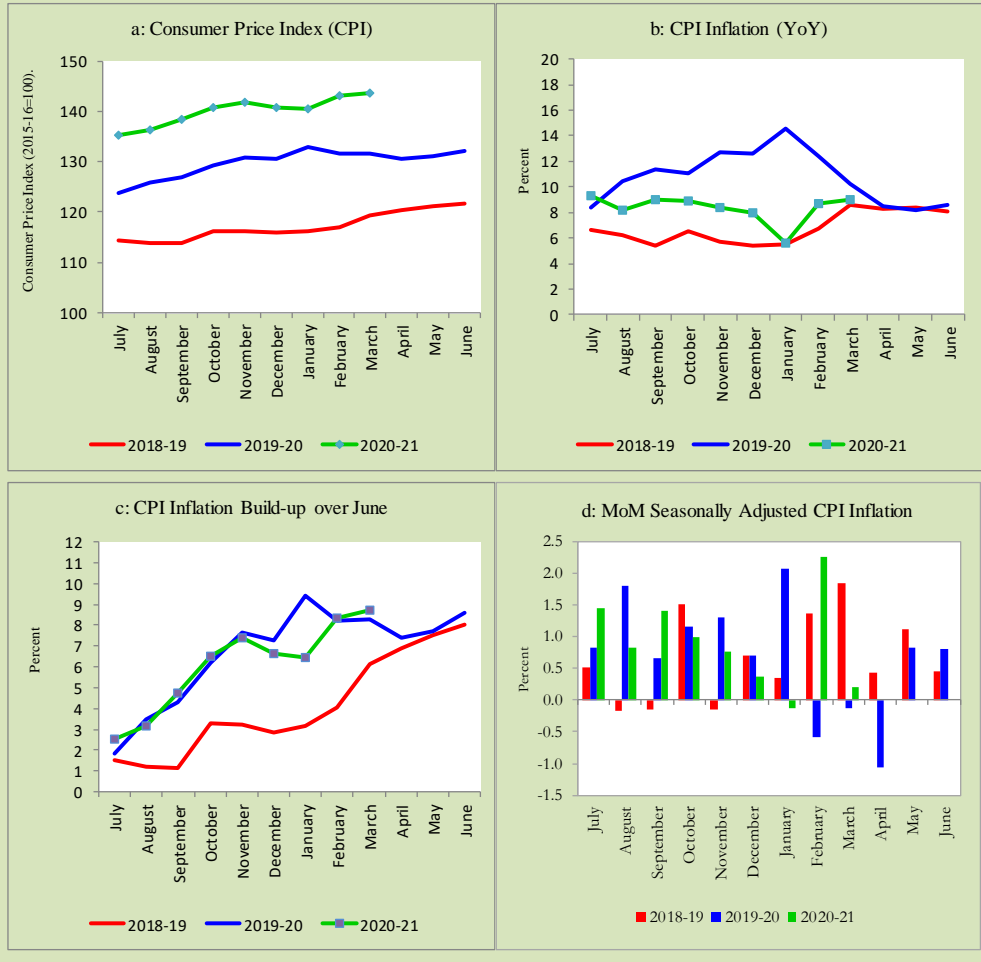 a: Consumer Price Index (CPI)
Consumer Price Index (2015-16=100).
150
140
130
120
110
100
July
August
September
October
November
December
January
February
March
April
May
June
2018-19 2019-20 2020-21
b: CPI Inflation (YoY)
Percent
20
18
16
14
12
10
8
6
4
2
0
July
August
September
October
November
December
January
February
March
April
May
June
2018-19 2019-20 2020-21
c: CPI Inflation Build-up over June
Percent
12
11
10
9
8
7
6
5
4
3
2
1
0
July
August
September
October
November
December
January
February
March
April
May
June
2018-19 2019-20 2020-21
d: MoM Seasonally Adjusted CPI Inflation
Percent
2.5
2.0
1.5
1.0
0.5
0.0
-0.5
-1.0
-1.5
July
August
September
October
November
December
January
February
March
April
May
June
2018-19 2019-20 2020-21